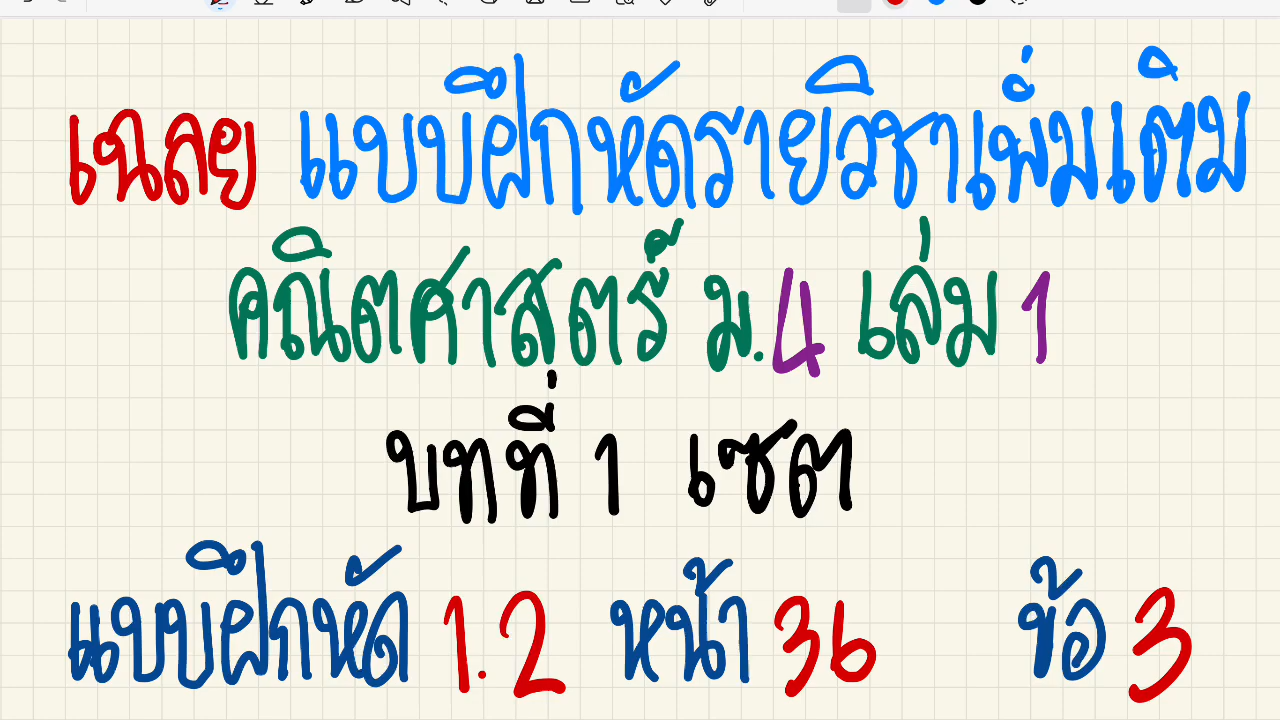 เฉลย แบบฝึกหัดรายวิชาเพิ่มเติม
คณิตศาสตร์ ม.4 เล่ม 1
บทที่ 1 เซต
แบบฝึกหัด 1.2 หน้า 36 ข้อ 3